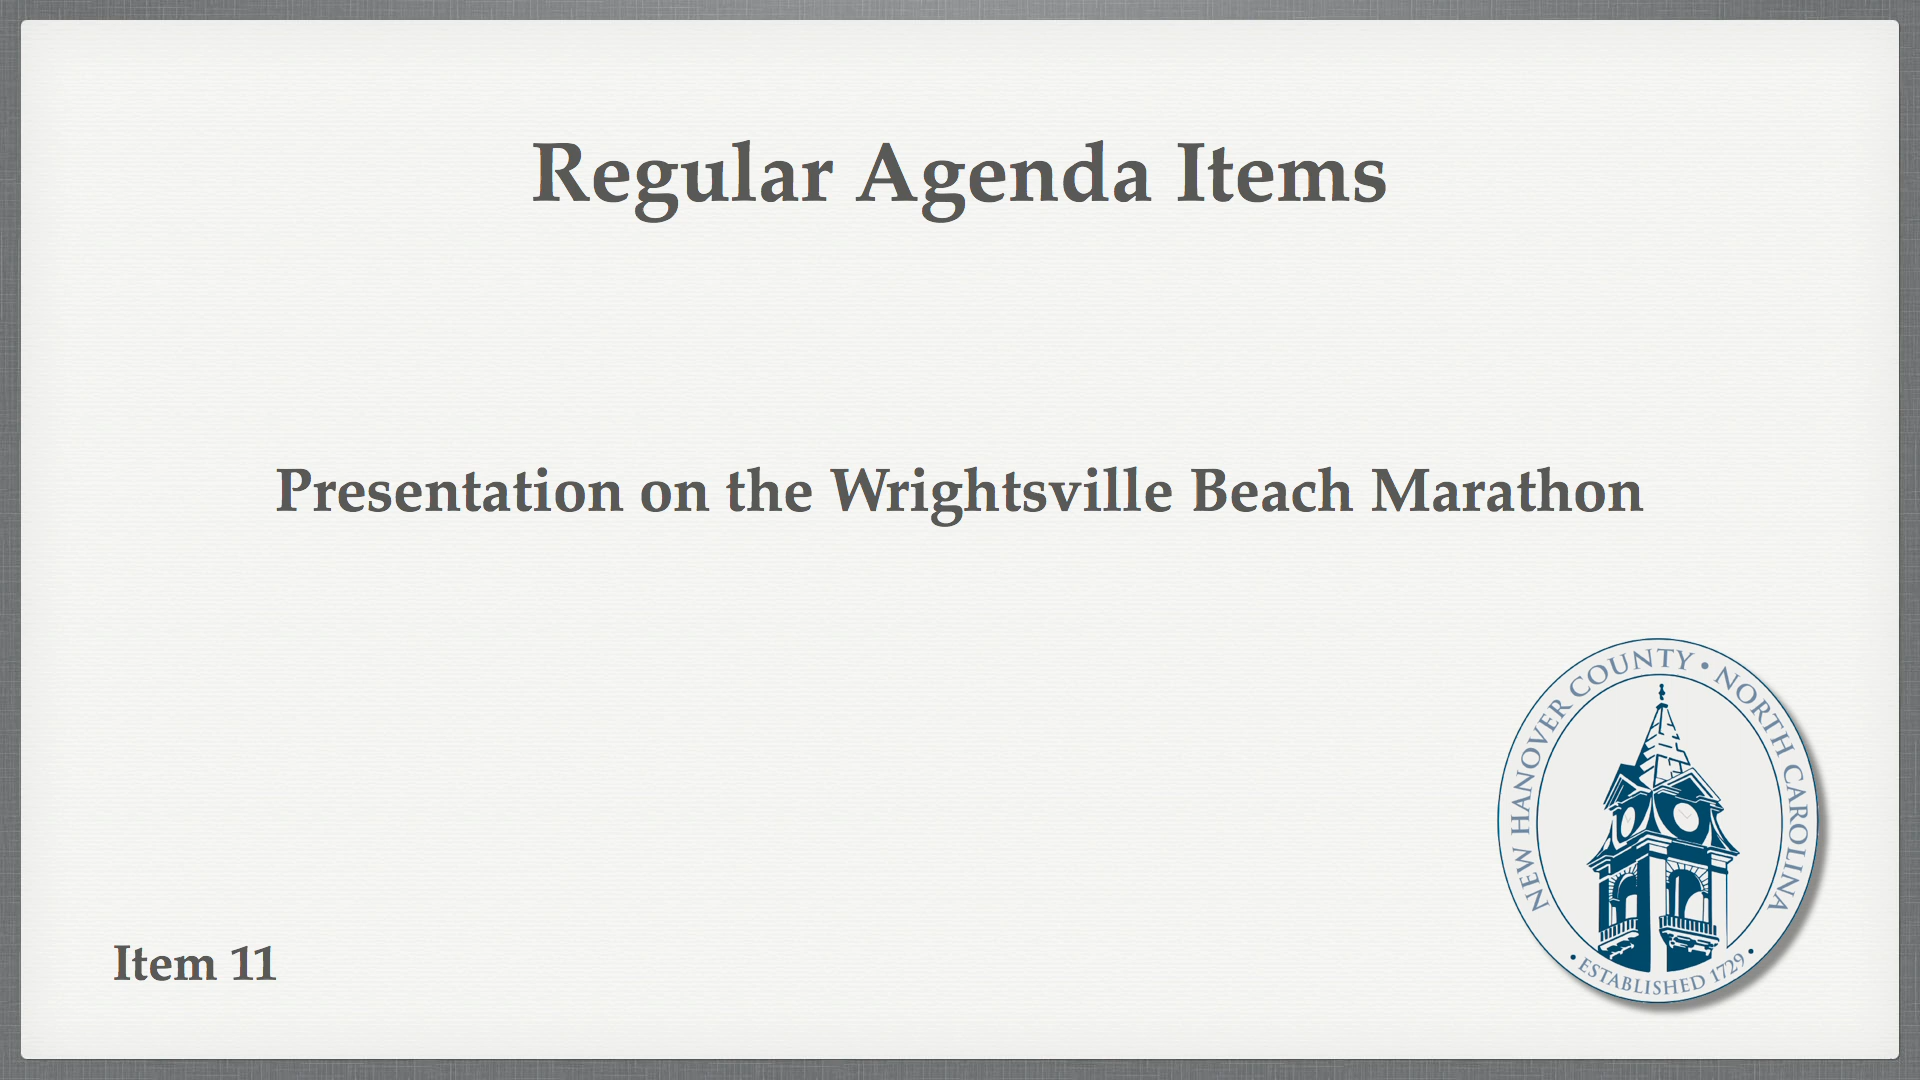 Regular Agenda Items
Presentation on the Wrightsville Beach Marathon
NEW HANOVER COUNTY • NORTH CAROLINA
• ESTABLISHED 1729 •
Item 11